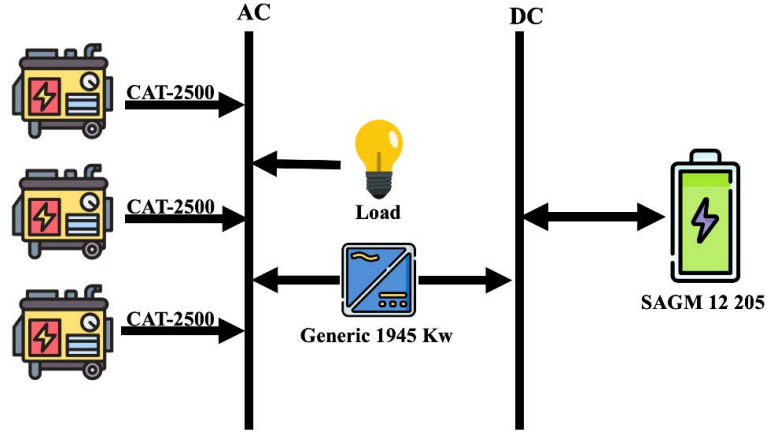 AC
DC
CAT-2500
CAT-2500
CAT-2500
Load
Generic 1945 Kw
SAGM 12 205